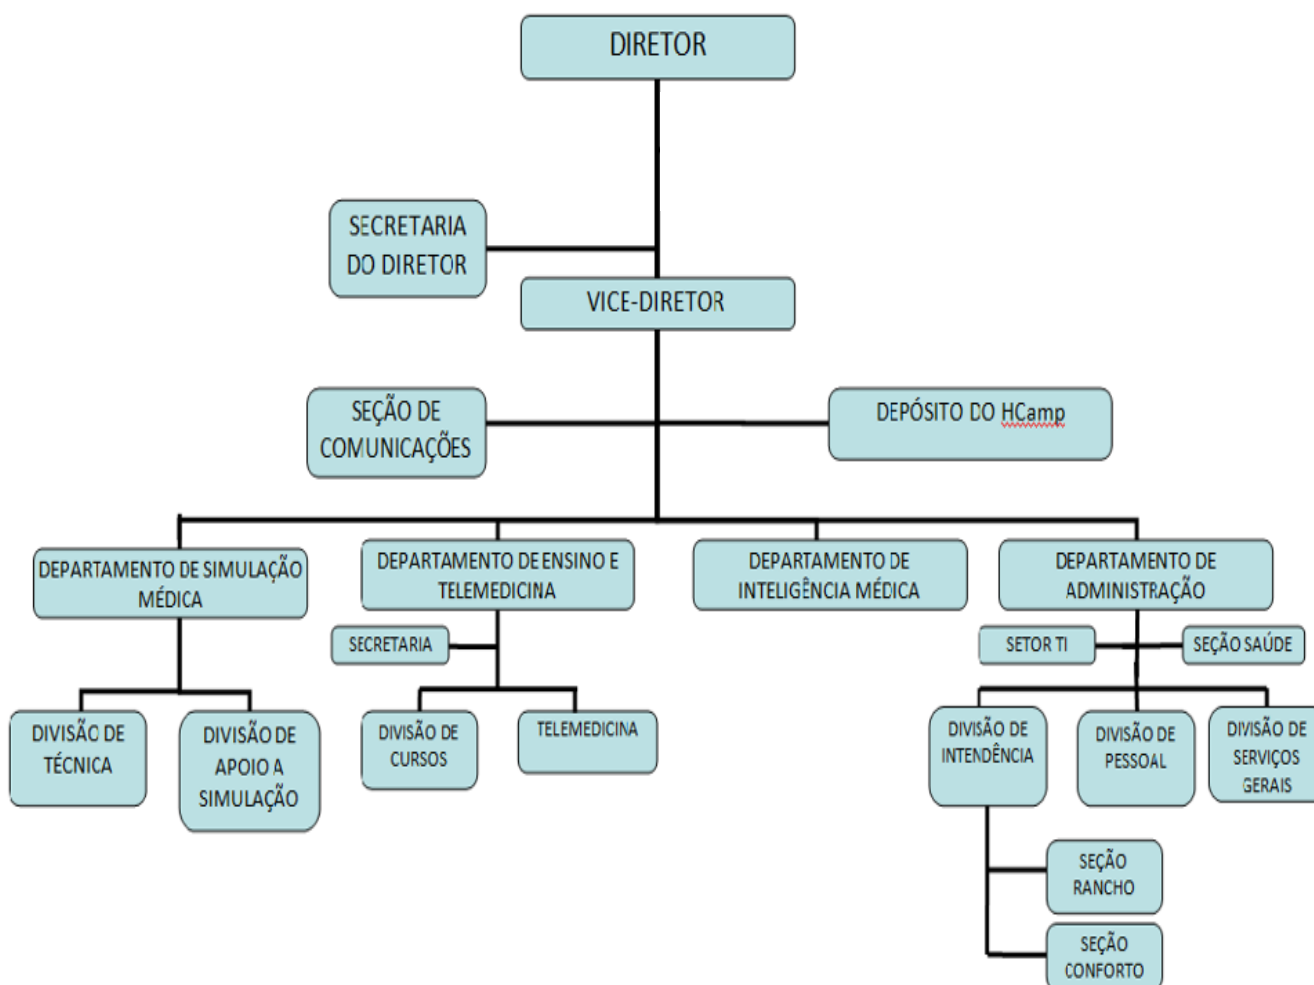 DIRETOR
SECRETARIA
DO DIRETOR
VICE-DIRETOR
SEÇÃO DE
COMUNICAÇÕES
DEPÓSITO DO HCamp
DEPARTAMENTO DE SIMULAÇÃO
MÉDICA
DEPARTAMENTO DE ENSINO E
TELEMEDICINA
DEPARTAMENTO DE
INTELIGÊNCIA MÉDICA
DEPARTAMENTO DE
ADMINISTRAÇÃO
SECRETARIA
SETOR TI
SEÇÃO SAÚDE
DIVISÃO DE
TÉCNICA
DIVISÃO DE
APOIO A
SIMULAÇÃO
DIVISÃO DE
CURSOS
TELEMEDICINA
DIVISÃO DE
INTENDÊNCIA
DIVISÃO DE
PESSOAL
DIVISÃO DE
SERVIÇOS
GERAIS
SEÇÃO
RANCHO
SEÇÃO
CONFORTO